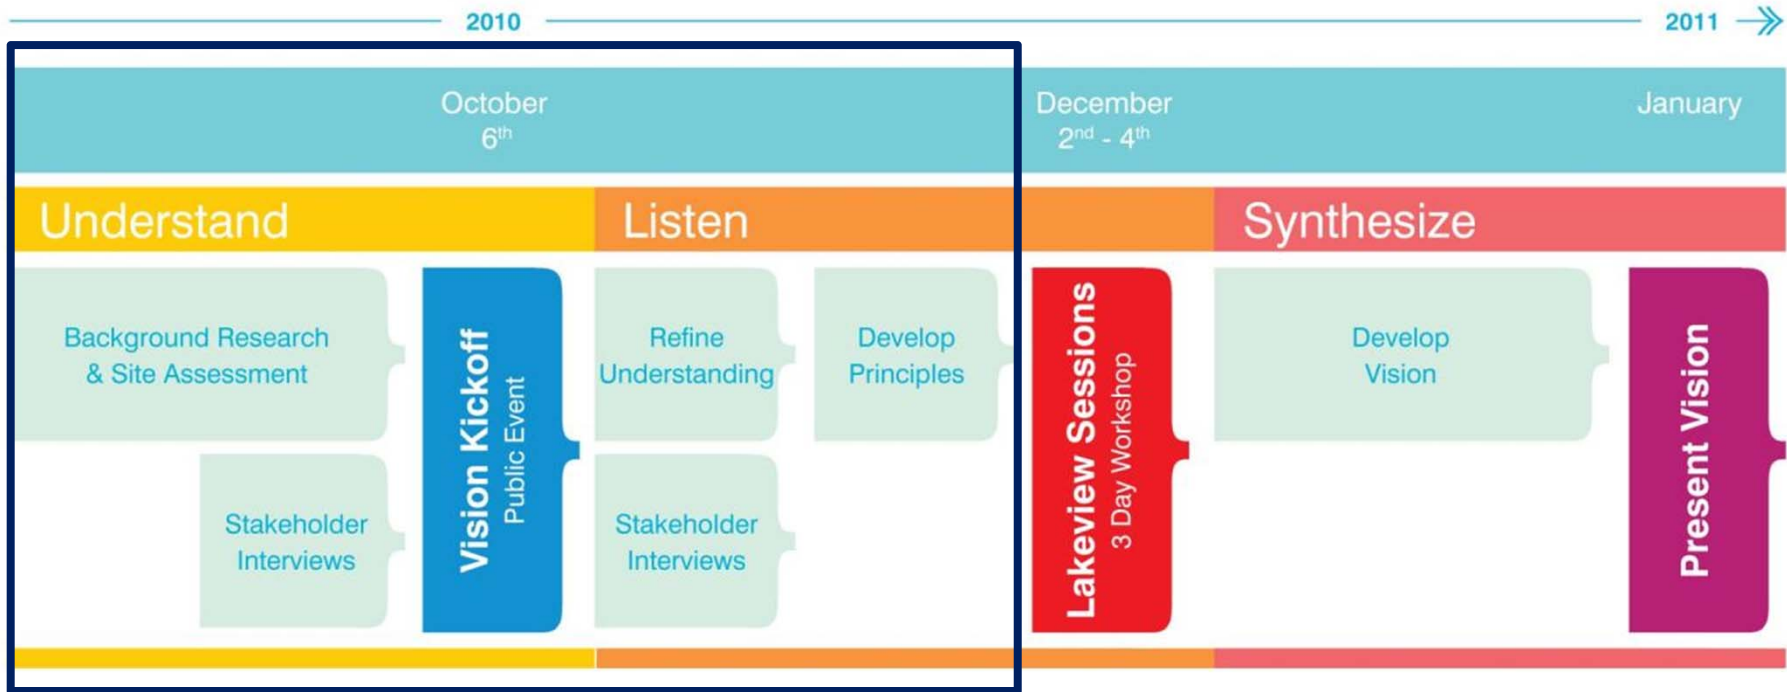 2010
2011
October
6th
December
2nd - 4th
January
Understand
Listen
Synthesize
Background Research
& Site Assessment
Stakeholder
Interviews
Vision Kickoff
Public Event
Refine
Understanding
Develop
Principles
Stakeholder
Interviews
Lakeview Sessions
3 Day Workshop
Develop
Vision
Present Vision